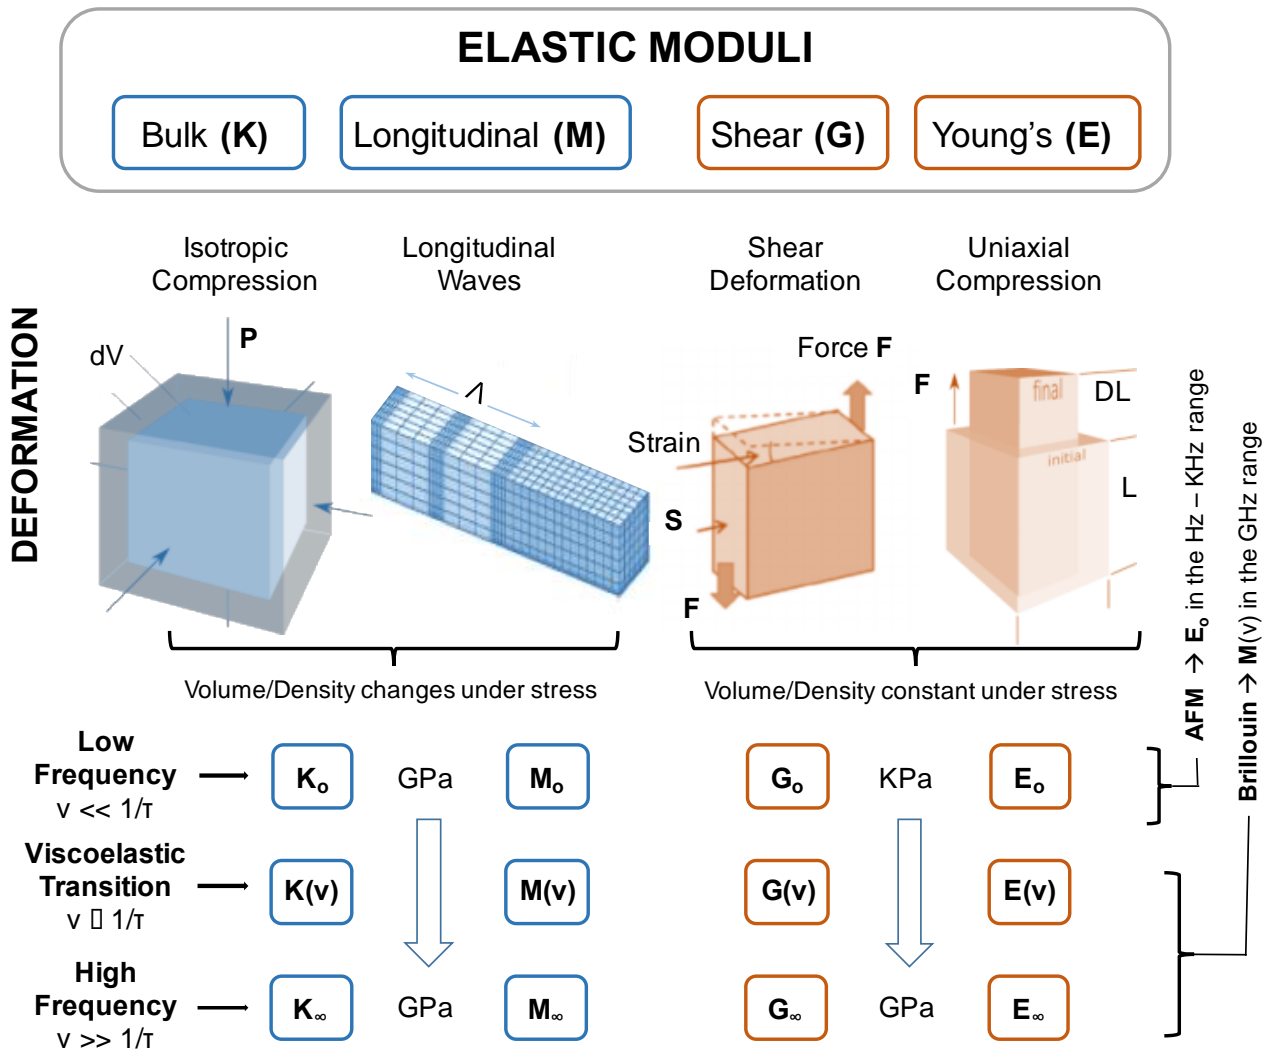 ELASTIC MODULI
Bulk (K)
Longitudinal (M)
Shear (G)
Young's (E)
Isotropic
Compression
Longitudinal
Waves
Shear
Deformation
Uniaxial
Compression
DEFORMATION
dV
P
Λ
Force F
Strain
S
F
F
final
DL
initial
L
Volume/Density changes under stress
Volume/Density constant under stress
AFM → Eo in the Hz – KHz range
Brillouin → M(ν) in the GHz range
Low
Frequency
ν << 1/τ
Ko
GPa
Mo
Go
KPa
Eo
Viscoelastic
Transition
ν ▯ 1/τ
K(ν)
M(ν)
G(ν)
E(ν)
High
Frequency
ν >> 1/τ
K∞
GPa
M∞
G∞
GPa
E∞